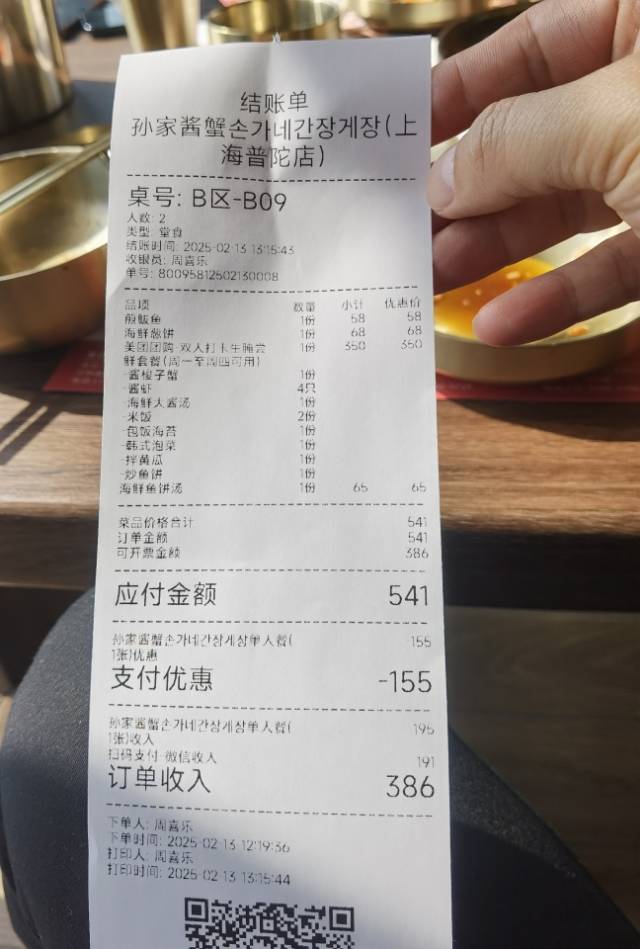 结账单
孙家酱蟹손가네간장게장(上
海普陀店)
桌号: B区-B09
人数: 2
类型: 堂食
结账时间: 2025-02-13 13:15:43
收银员: 周喜乐
单号: 80095812502130008
品项 数量 小计 优惠价
煎鲅鱼 1份 58 58
海鲜葱饼 1份 68 68
美团团购-双人打卡生腌尝 1份 350 350
鲜套餐(周一至周四可用)
-酱梭子蟹 1份
-酱虾 4只
-海鲜大酱汤 1份
-米饭 2份
-包饭海苔 1份
-韩式泡菜 1份
-拌黄瓜 1份
-炒鱼饼 1份
海鲜鱼饼汤 1份 65 65
菜品价格合计 541
订单金额 541
可开票金额 386
应付金额 541
孙家酱蟹손가네간장게장单人餐( 155
1张)优惠
支付优惠 -155
孙家酱蟹손가네간장게장单人餐( 195
1张)收入
扫码支付-微信收入 191
订单收入 386
下单人: 周喜乐
下单时间: 2025-02-13 12:19:36
打印人: 周喜乐
打印时间: 2025-02-13 13:15:44